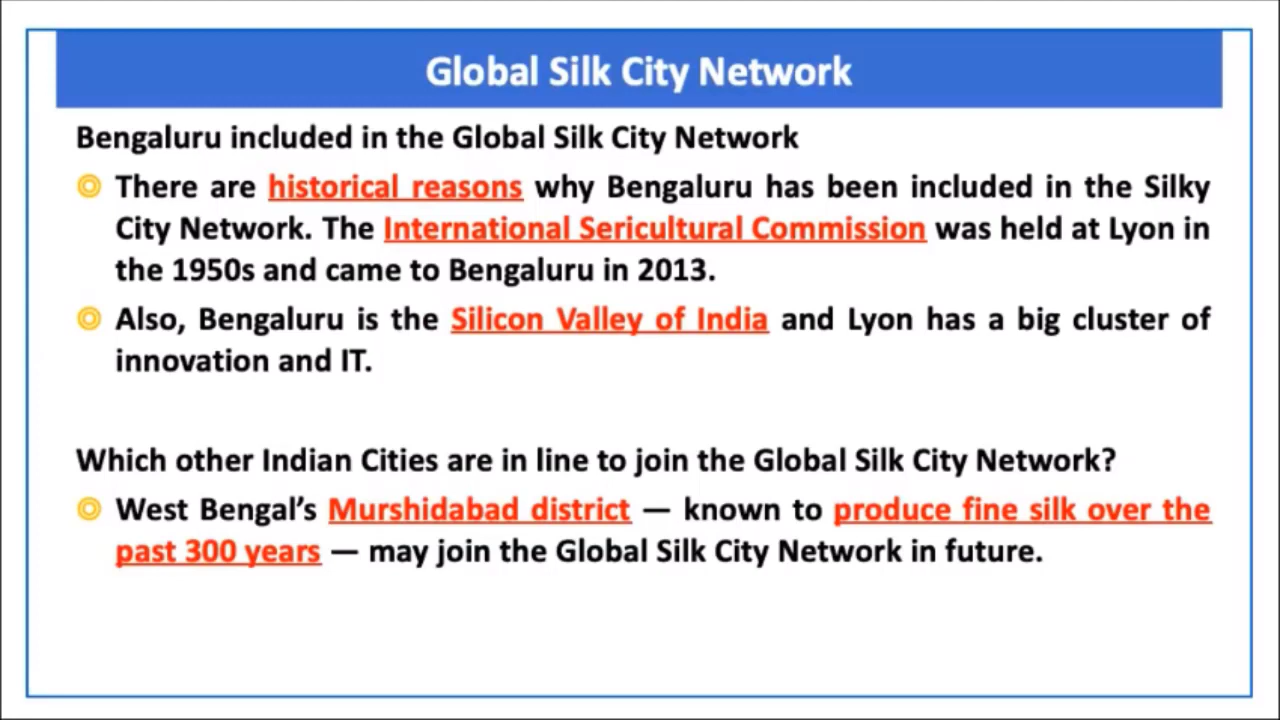 Global Silk City Network
Bengaluru included in the Global Silk City Network
There are historical reasons why Bengaluru has been included in the Silky
City Network. The International Sericultural Commission was held at Lyon in
the 1950s and came to Bengaluru in 2013.
Also, Bengaluru is the Silicon Valley of India and Lyon has a big cluster of
innovation and IT.
Which other Indian Cities are in line to join the Global Silk City Network?
West Bengal’s Murshidabad district — known to produce fine silk over the
past 300 years — may join the Global Silk City Network in future.